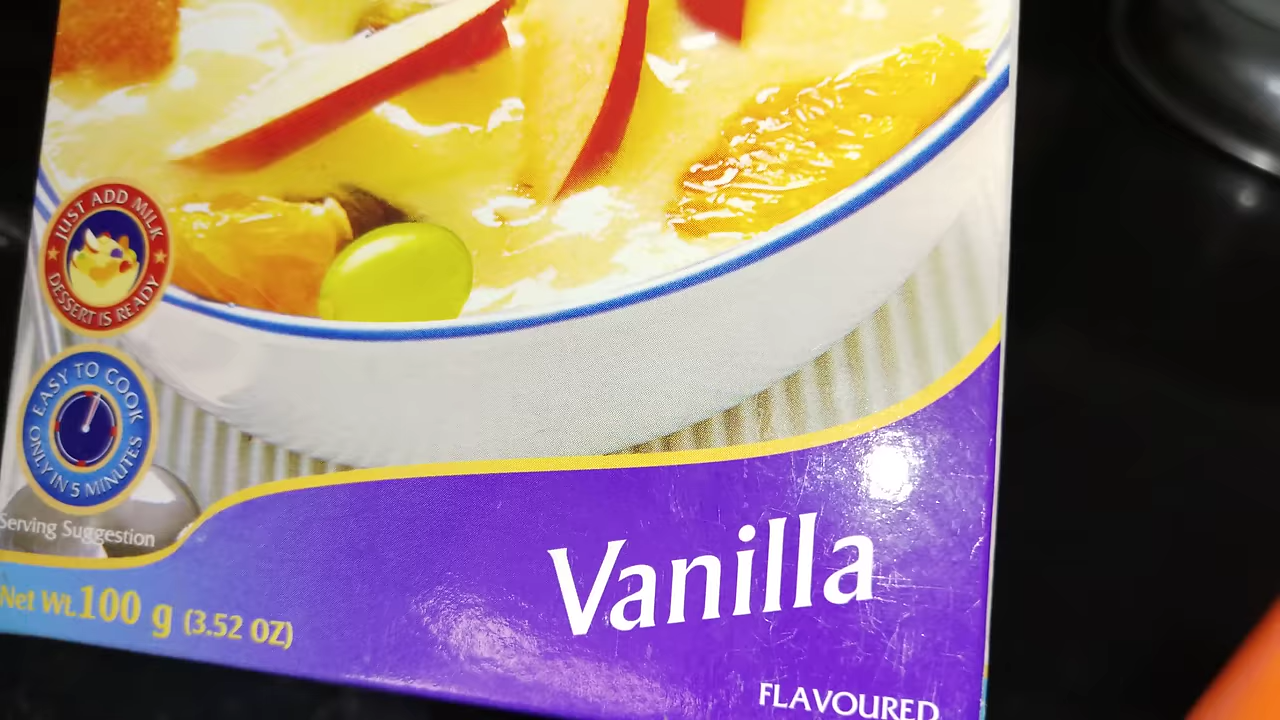 JUST ADD MILK
DESSERT IS READY
EASY TO COOK
ONLY IN 5 MINUTES
Serving Suggestion
Net Wt.100 g (3.52 OZ)
Vanilla
FLAVOURED